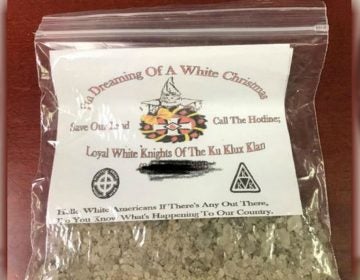 I'm Dreaming Of A White Christmas
Save Our Land
Call The Hotline;
Loyal White Knights Of The Ku Klux Klan
Hello White Americans If There's Any Out There,
Do You Know What's Happening To Our Country.